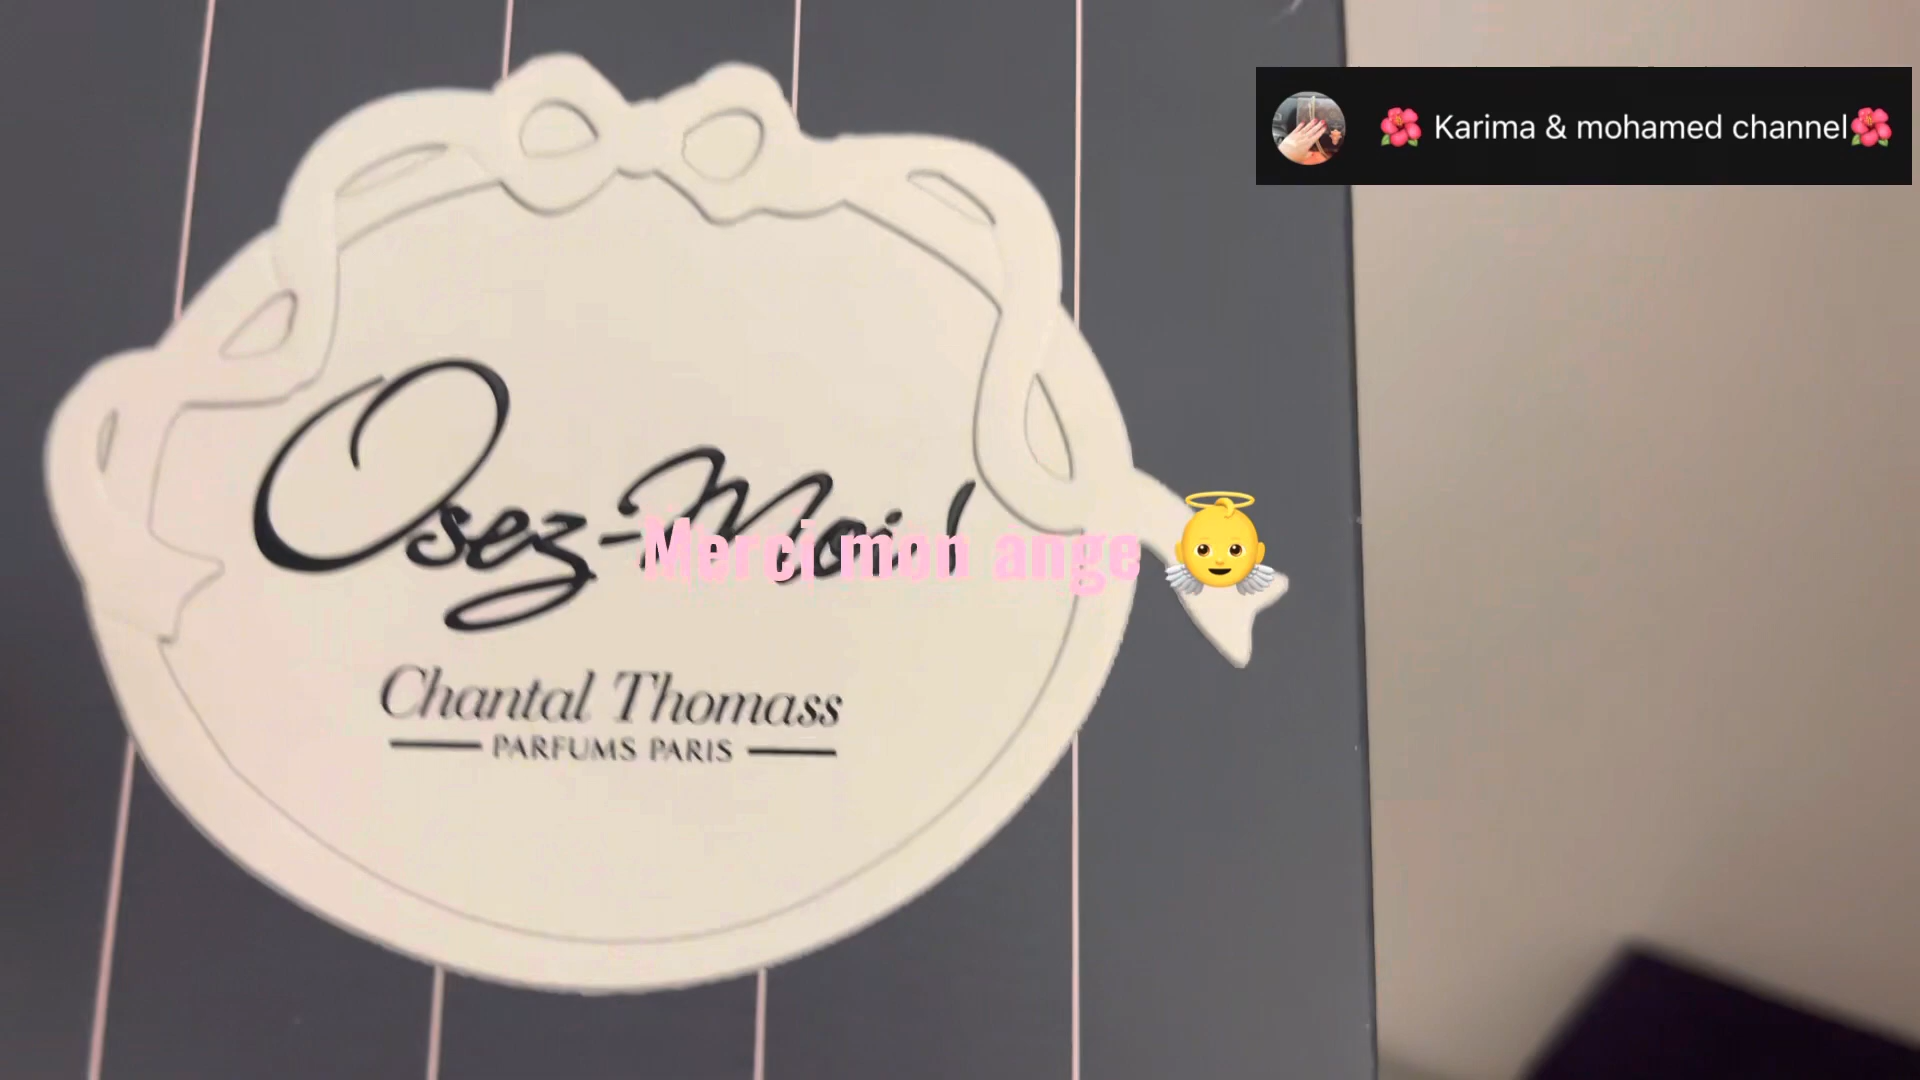 🌺 Karima & mohamed channel🌺
Osez-Moi!
Merci mon ange 👼
Chantal Thomass
PARFUMS PARIS